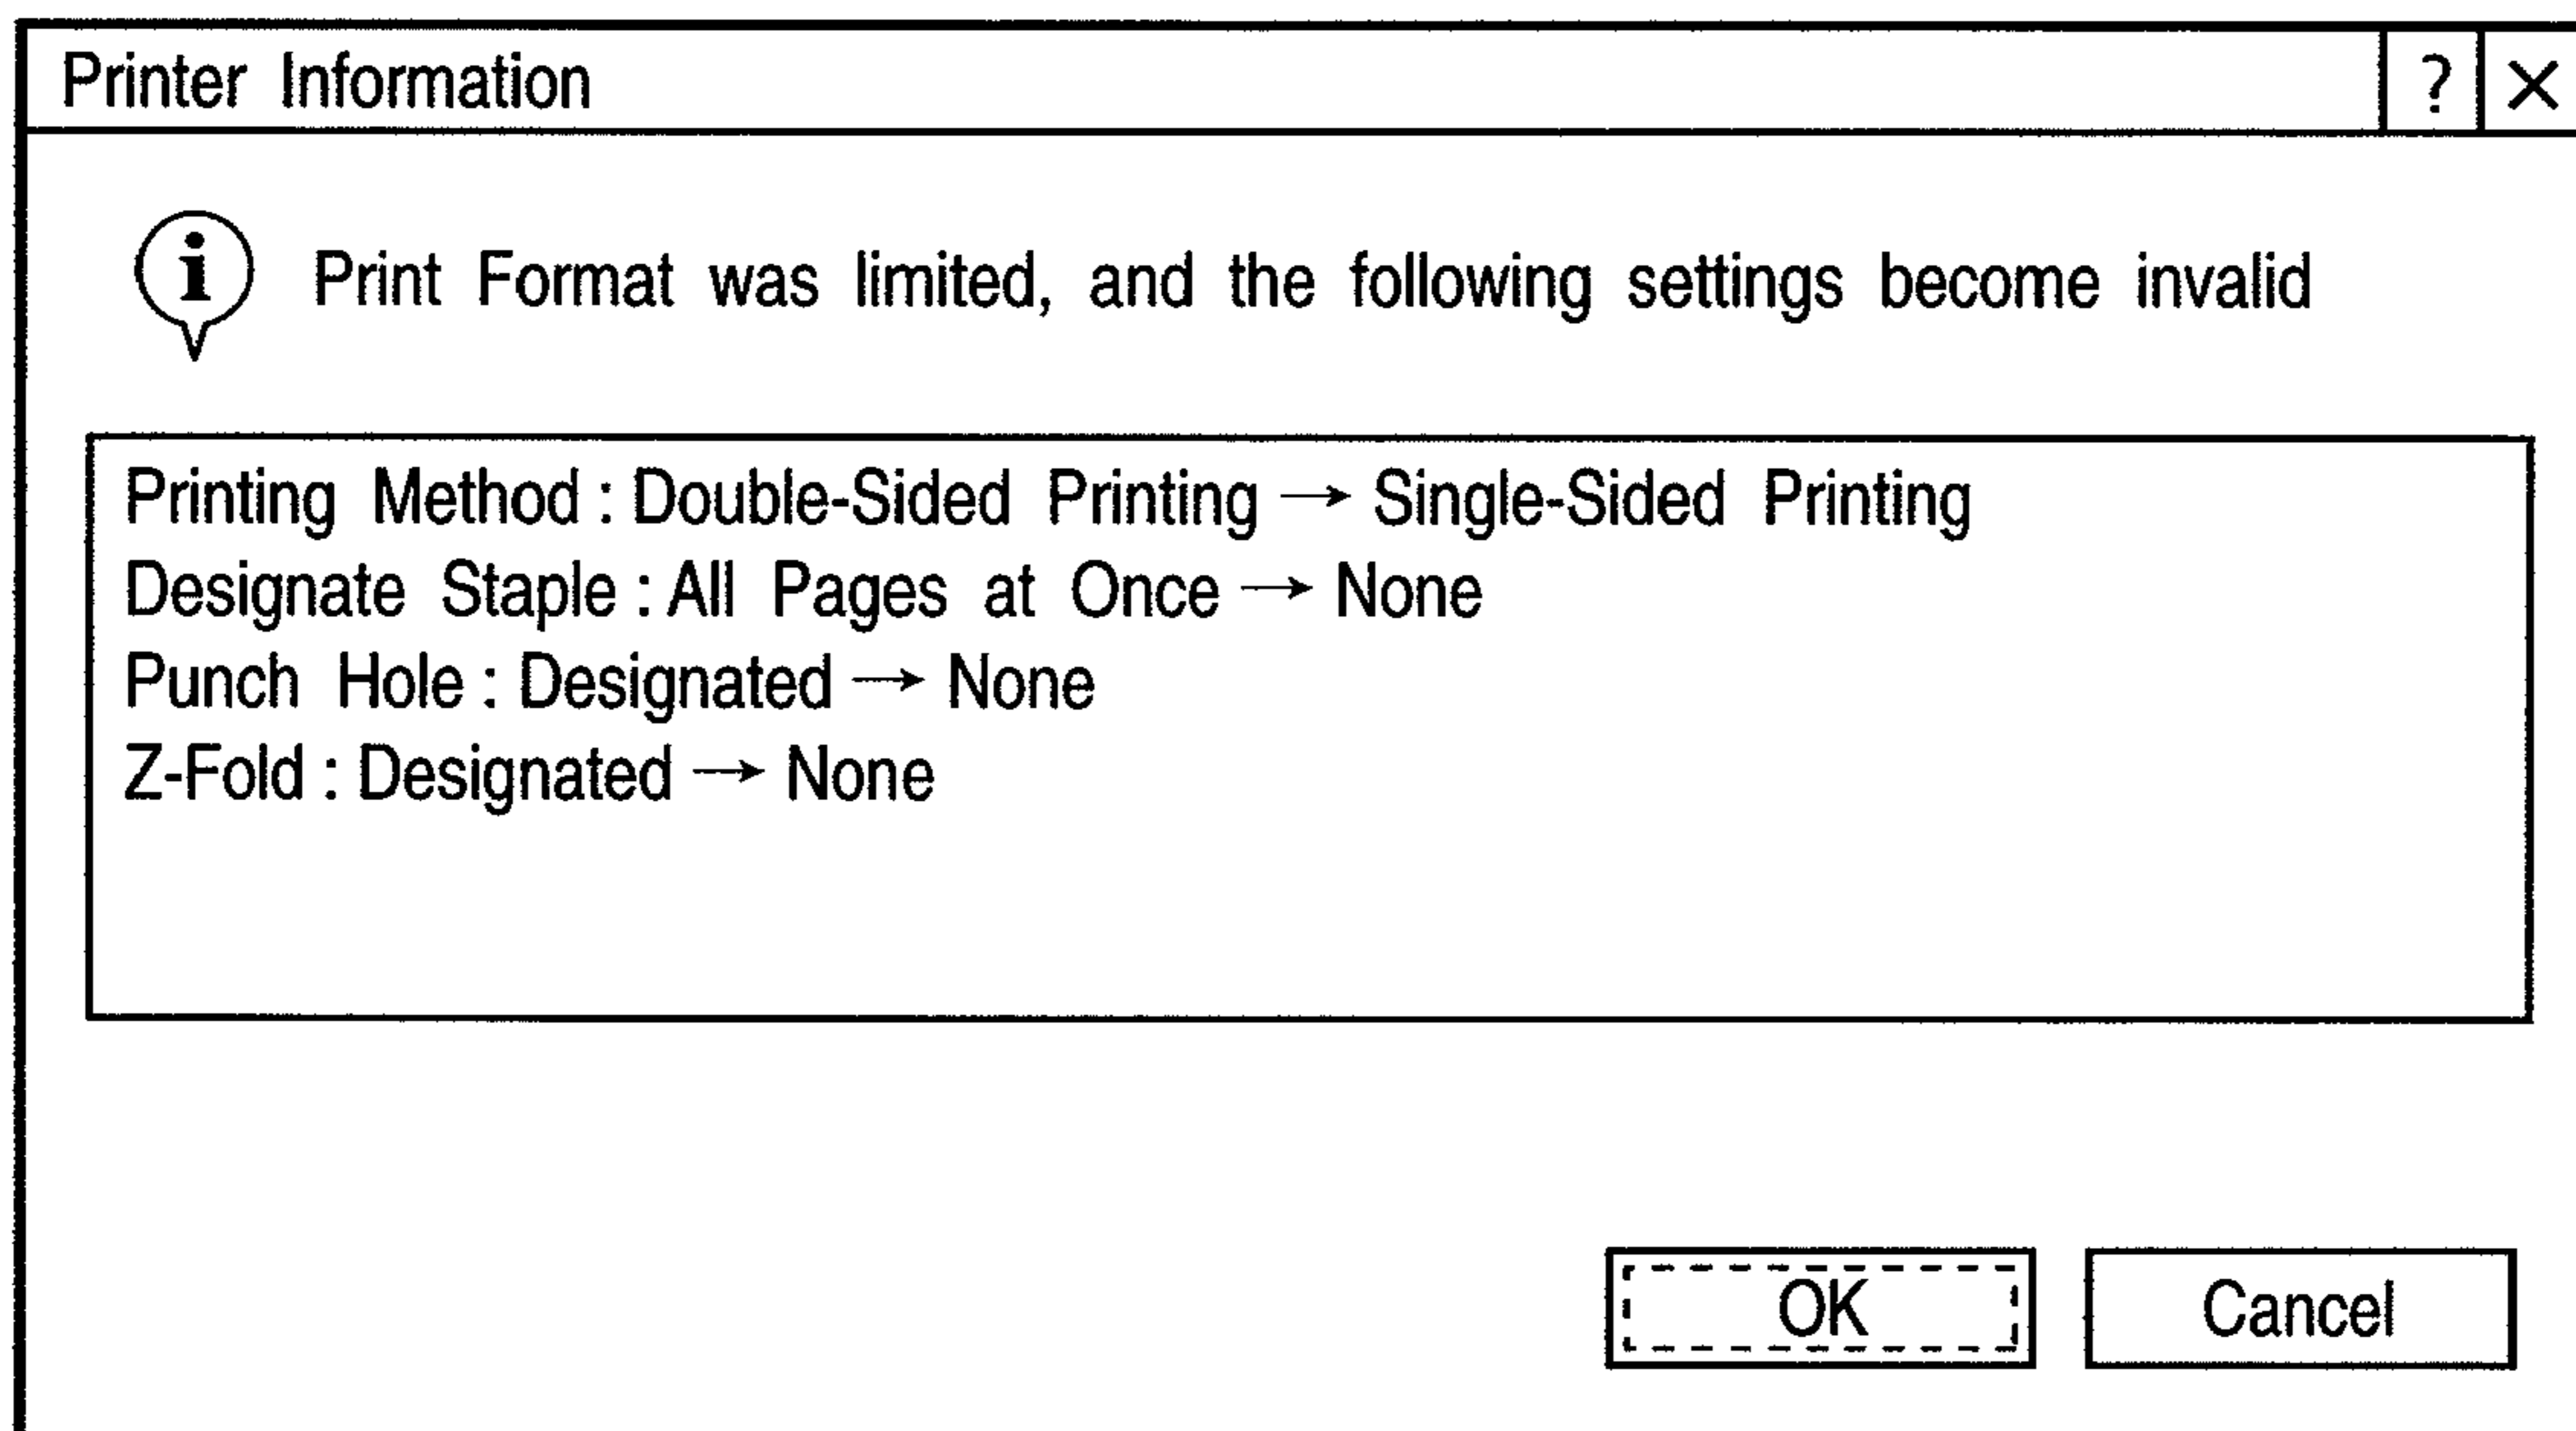 Printer Information ? ×
i Print Format was limited, and the following settings become invalid
Printing Method : Double-Sided Printing → Single-Sided Printing
Designate Staple : All Pages at Once → None
Punch Hole : Designated → None
Z-Fold : Designated → None
OK Cancel